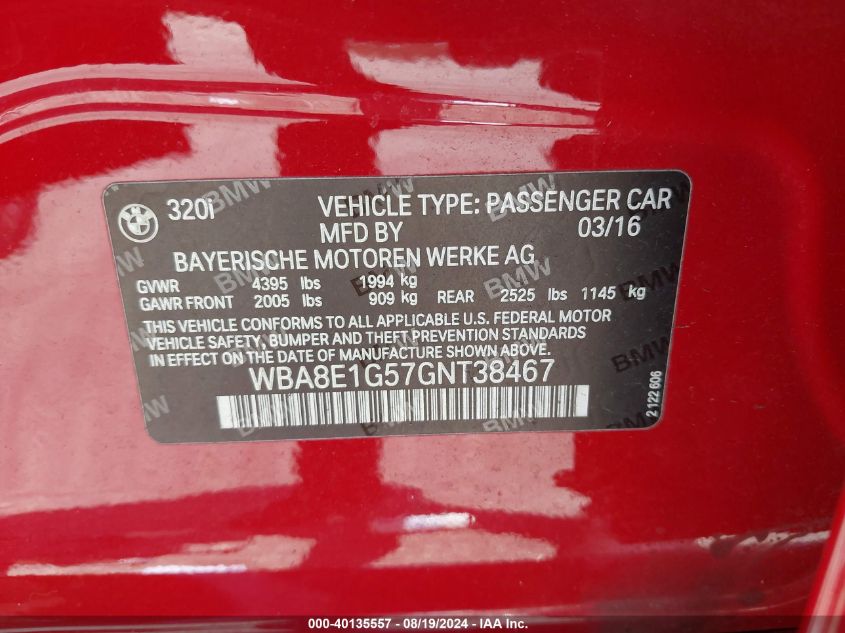 320i VEHICLE TYPE: PASSENGER CAR
MFD BY 03/16
BAYERISCHE MOTOREN WERKE AG
GVWR 4395 lbs 1994 kg
GAWR FRONT 2005 lbs 909 kg REAR 2525 lbs 1145 kg
THIS VEHICLE CONFORMS TO ALL APPLICABLE U.S. FEDERAL MOTOR
VEHICLE SAFETY, BUMPER AND THEFT PREVENTION STANDARDS
IN EFFECT ON THE DATE OF MANUFACTURE SHOWN ABOVE.
WBA8E1G57GNT38467
2 122 606
000-40135557 - 08/19/2024 - IAA, Inc.